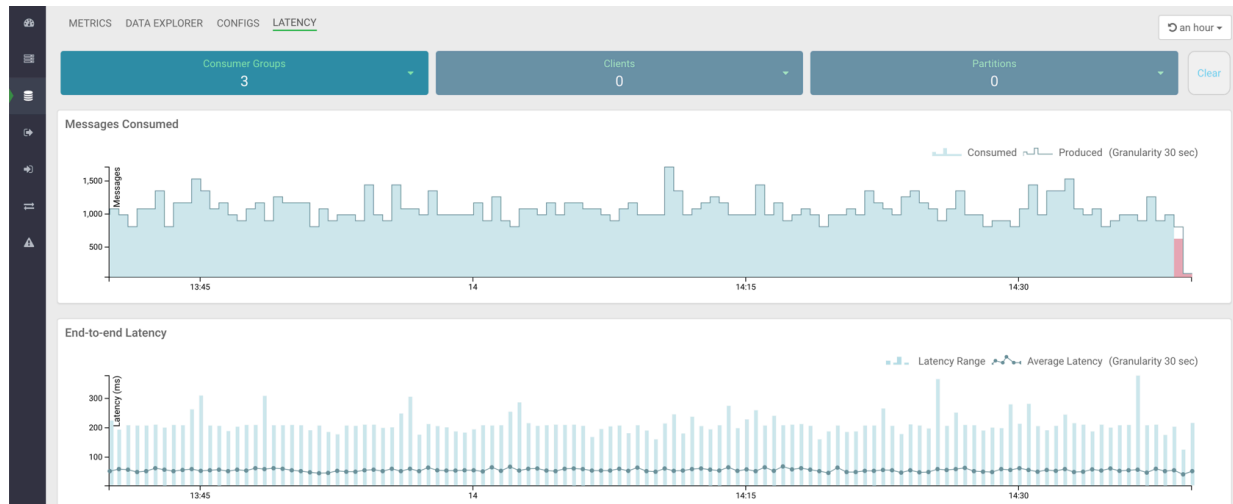 METRICS DATA EXPLORER CONFIGS LATENCY
an hour
Consumer Groups
3
Clients
0
Partitions
0
Clear
Messages Consumed
Consumed Produced (Granularity 30 sec)
Messages
1,500
1,000
500
13:45 14 14:15 14:30
End-to-end Latency
Latency Range Average Latency (Granularity 30 sec)
Latency (ms)
300
200
100
13:45 14 14:15 14:30